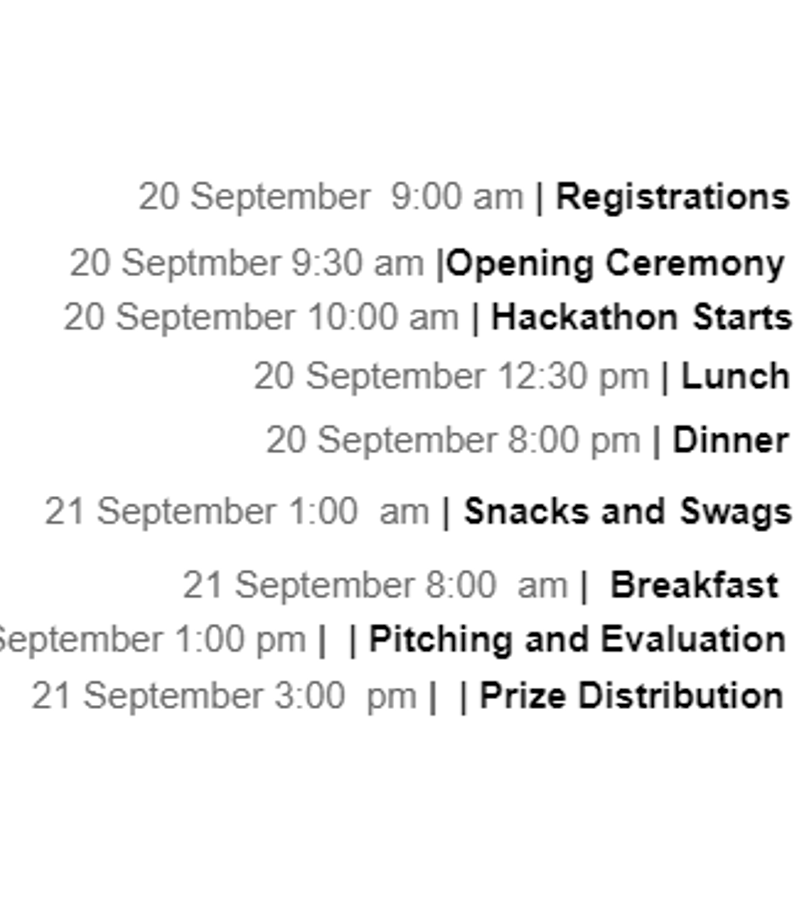 20 September 9:00 am | Registrations
20 Septmber 9:30 am |Opening Ceremony
20 September 10:00 am | Hackathon Starts
20 September 12:30 pm | Lunch
20 September 8:00 pm | Dinner
21 September 1:00 am | Snacks and Swags
21 September 8:00 am | Breakfast
September 1:00 pm | | Pitching and Evaluation
21 September 3:00 pm | | Prize Distribution